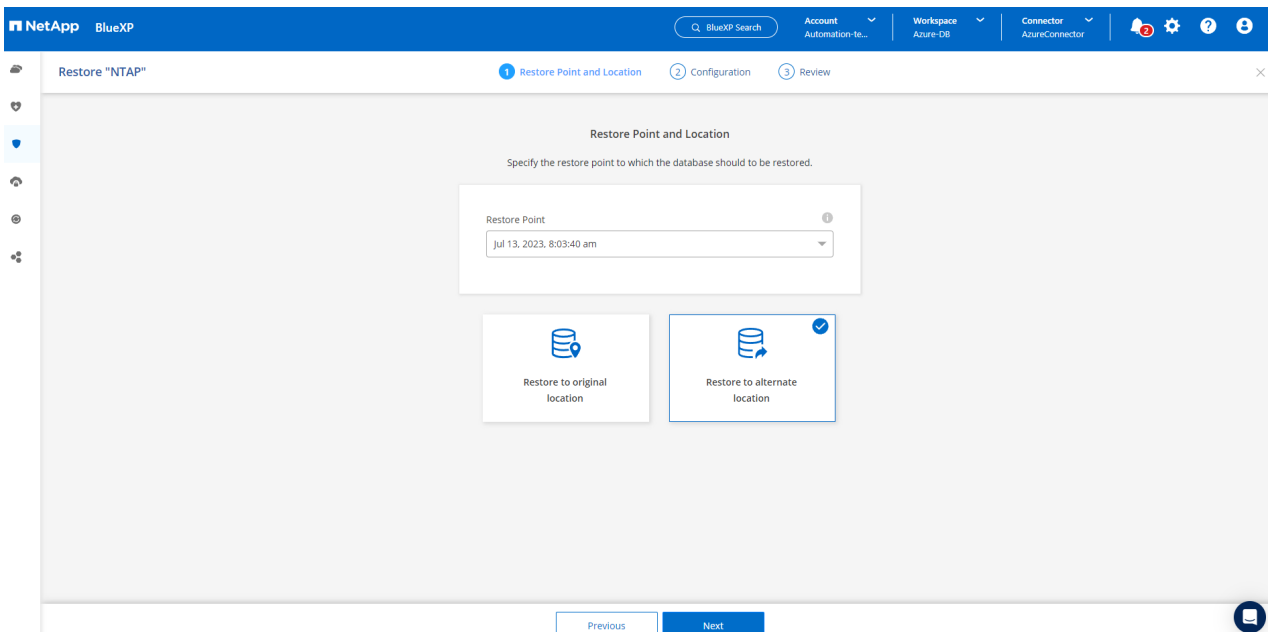 NetApp BlueXP
BlueXP Search
Account
Automation-te...
Workspace
Azure-DB
Connector
AzureConnector
2
Restore "NTAP"
1 Restore Point and Location
2 Configuration
3 Review
Restore Point and Location
Specify the restore point to which the database should to be restored.
Restore Point
Jul 13, 2023, 8:03:40 am
Restore to original
location
Restore to alternate
location
Previous
Next